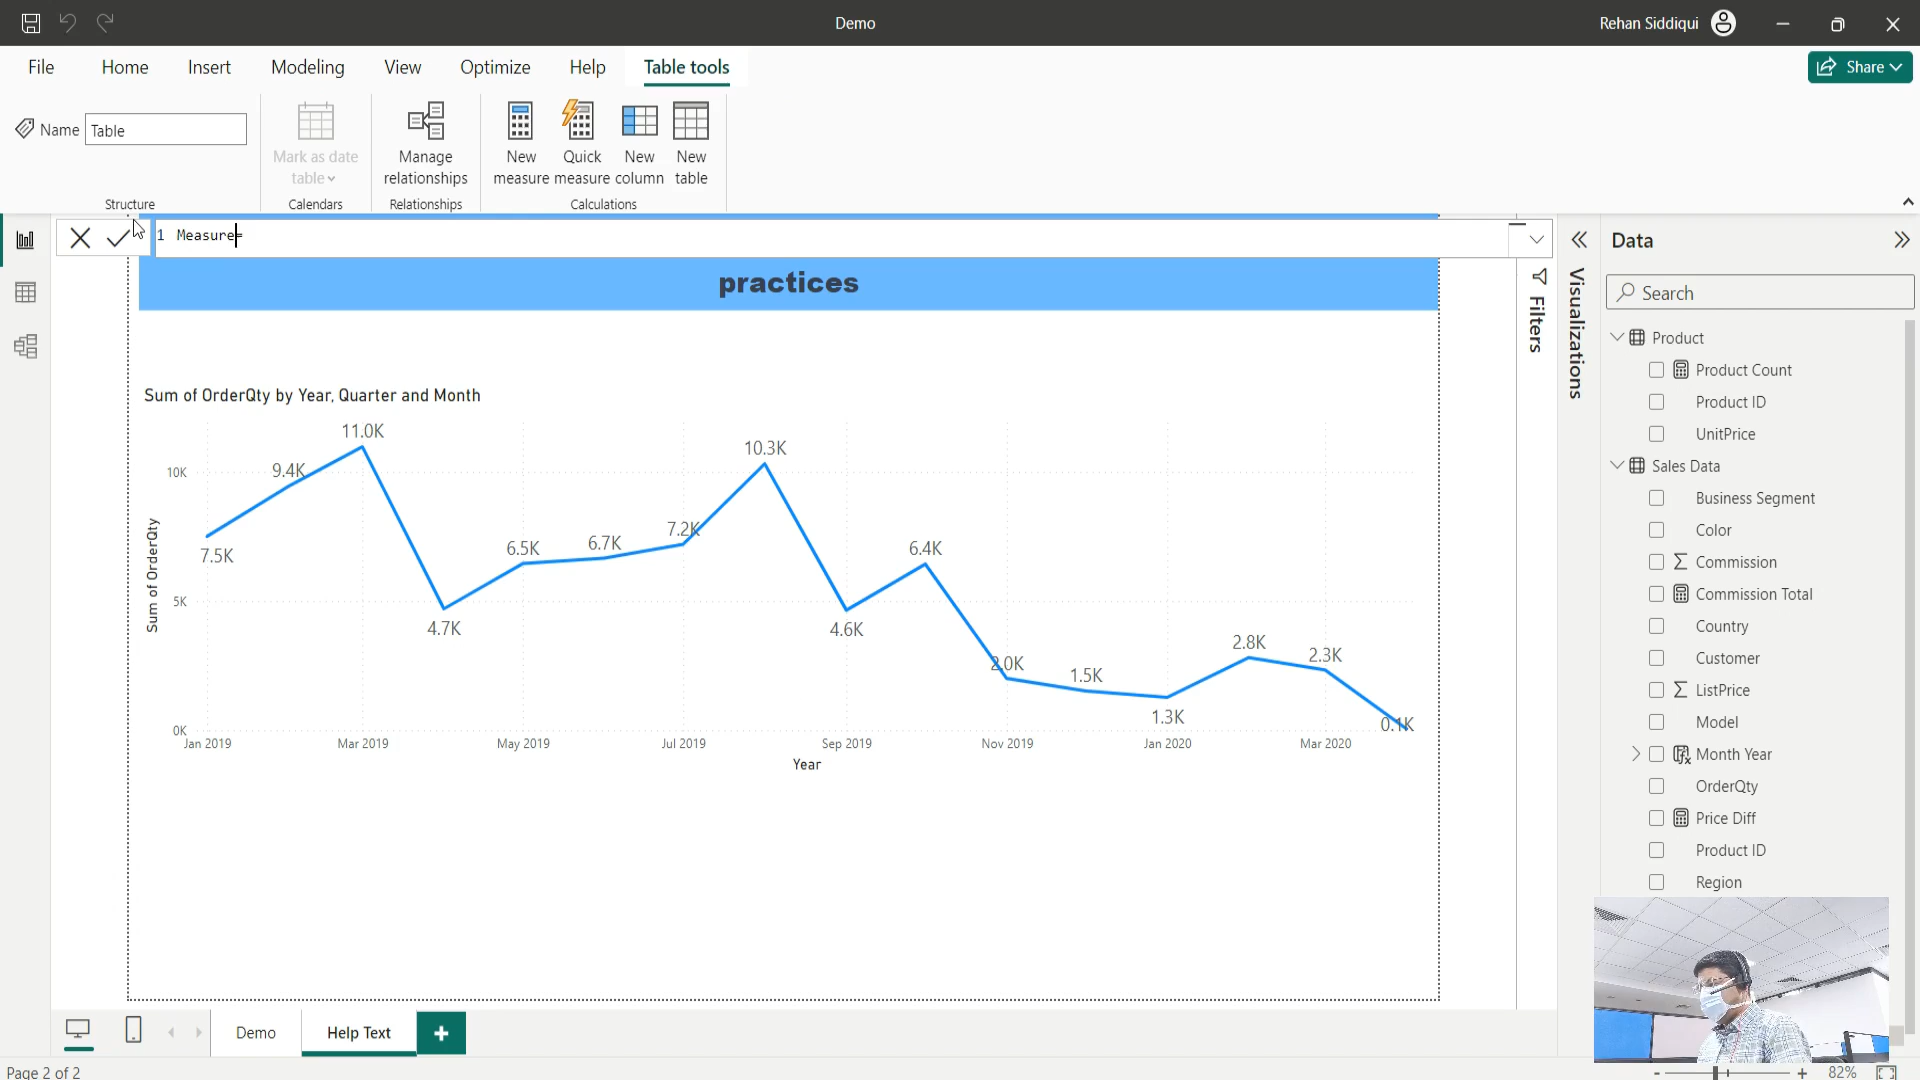 Demo
Rehan Siddiqui
File
Home
Insert
Modeling
View
Optimize
Help
Table tools
Share
Name
Table
Mark as date
table
Manage
relationships
New
measure
Quick
measure
New
column
New
table
Structure
Calendars
Relationships
Calculations
1 Measure=
practices
Sum of OrderQty by Year, Quarter and Month
Sum of OrderQty
10K
5K
0K
7.5K
9.4K
11.0K
4.7K
6.5K
6.7K
7.2K
10.3K
4.6K
6.4K
2.0K
1.5K
1.3K
2.8K
2.3K
0.1K
Jan 2019
Mar 2019
May 2019
Jul 2019
Sep 2019
Nov 2019
Jan 2020
Mar 2020
Year
Filters
Visualizations
Data
Search
Product
Product Count
Product ID
UnitPrice
Sales Data
Business Segment
Color
Commission
Commission Total
Country
Customer
ListPrice
Model
Month Year
OrderQty
Price Diff
Product ID
Region
Demo
Help Text
Page 2 of 2
82%